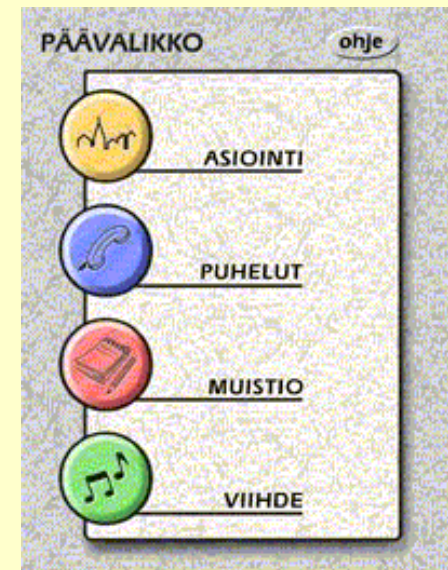 PÄÄVALIKKO ohje
ASIOINTI
PUHELUT
MUISTIO
VIIHDE